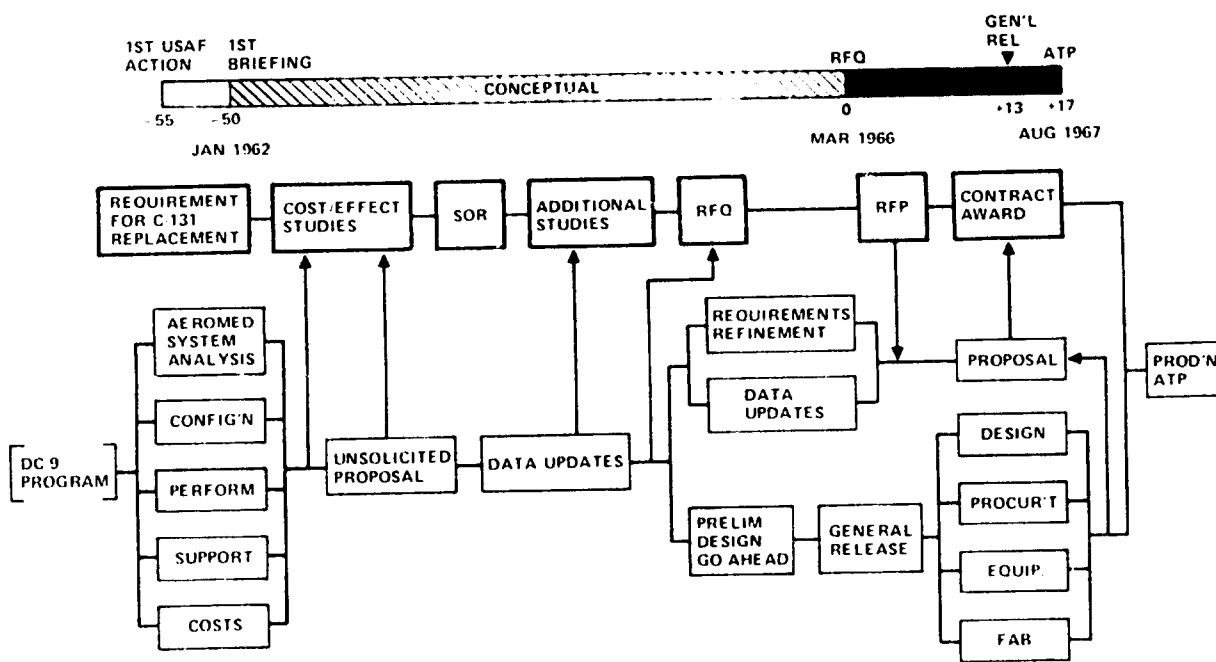 1ST USAF
ACTION
1ST
BRIEFING
RFQ
GEN'L
REL
ATP
CONCEPTUAL
-55
-50
0
+13
+17
JAN 1962
MAR 1966
AUG 1967
REQUIREMENT
FOR C-131
REPLACEMENT
COST/EFFECT
STUDIES
SOR
ADDITIONAL
STUDIES
RFQ
RFP
CONTRACT
AWARD
AEROMED
SYSTEM
ANALYSIS
CONFIG'N
PERFORM
SUPPORT
COSTS
DC 9
PROGRAM
UNSOLICITED
PROPOSAL
DATA UPDATES
REQUIREMENTS
REFINEMENT
DATA
UPDATES
PROPOSAL
PROD'N
ATP
PRELIM
DESIGN
GO AHEAD
GENERAL
RELEASE
DESIGN
PROCUR'T
EQUIP.
FAB